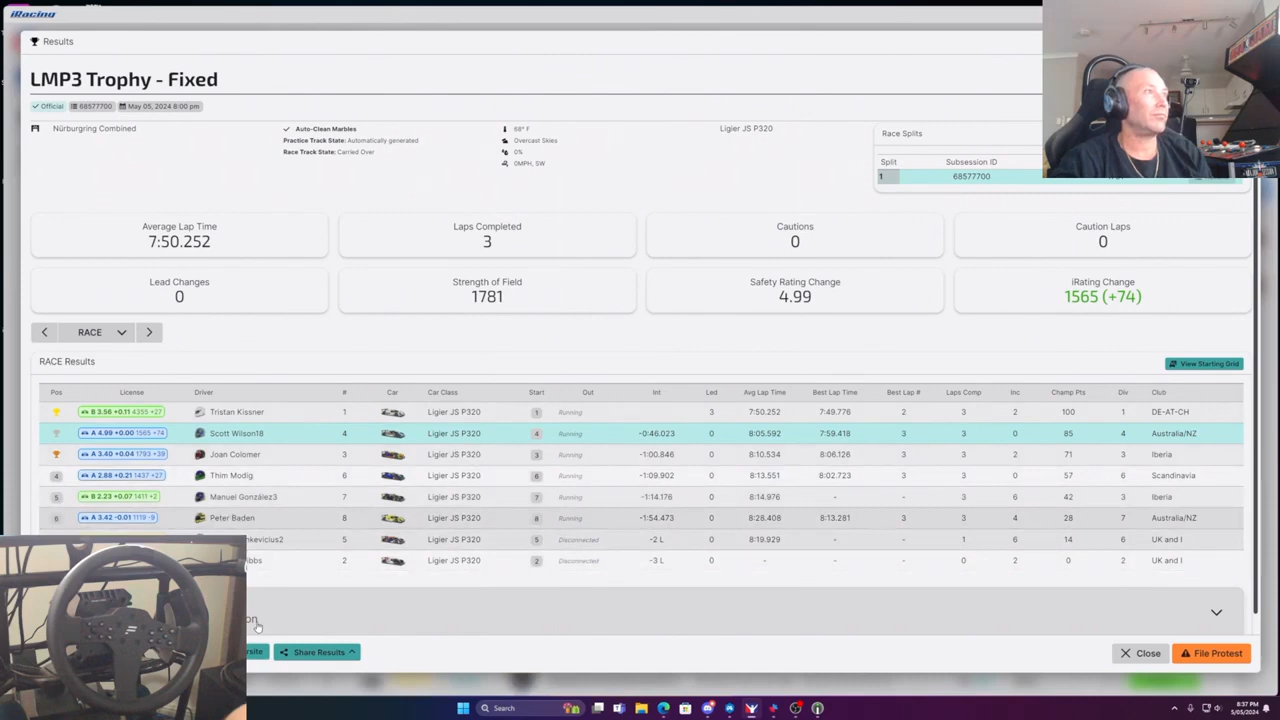 iRacing
Results
LMP3 Trophy - Fixed
Official 68577700 May 05, 2024 8:00 pm
Nürburgring Combined Auto-Clean Marbles 68° F Ligier JS P320 Race Splits
Practice Track State: Automatically generated Overcast Skies
Race Track State: Carried Over 0%
0MPH, SW
Split Subsession ID
1 68577700
Average Lap Time Laps Completed Cautions Caution Laps
7:50.252 3 0 0
Lead Changes Strength of Field Safety Rating Change iRating Change
0 1781 4.99 1565 (+74)
RACE
RACE Results View Starting Grid
Pos License Driver # Car Car Class Start Out Int Led Avg Lap Time Best Lap Time Best Lap # Laps Comp Inc Champ Pts Div Club
B 3.56 +0.11 4355 +27 Tristan Kissner 1 Ligier JS P320 1 Running 3 7:50.252 7:49.776 2 3 2 100 1 DE-AT-CH
A 4.99 +0.00 1565 +74 Scott Wilson18 4 Ligier JS P320 4 Running -0:46.023 0 8:05.592 7:59.418 3 3 0 85 4 Australia/NZ
A 3.40 +0.04 1793 +39 Joan Colomer 3 Ligier JS P320 3 Running -1:00.846 0 8:10.534 8:06.126 3 3 2 71 3 Iberia
4 A 2.88 +0.21 1437 +27 Thim Modig 6 Ligier JS P320 6 Running -1:09.902 0 8:13.551 8:02.723 3 3 0 57 6 Scandinavia
5 B 2.23 +0.07 1411 +2 Manuel González3 7 Ligier JS P320 7 Running -1:14.176 0 8:14.976 - - 3 6 42 3 Iberia
6 A 3.42 -0.01 1119 -9 Peter Baden 8 Ligier JS P320 8 Running -1:54.473 0 8:28.408 8:13.281 3 3 4 28 7 Australia/NZ
nkevicius2 5 Ligier JS P320 5 Disconnected -2 L 0 8:19.929 - - 1 6 14 6 UK and I
bbs 2 Ligier JS P320 2 Disconnected -3 L 0 - - - 0 2 0 2 UK and I
on
rsite Share Results Close File Protest
Search 8:37 PM
5/05/2024